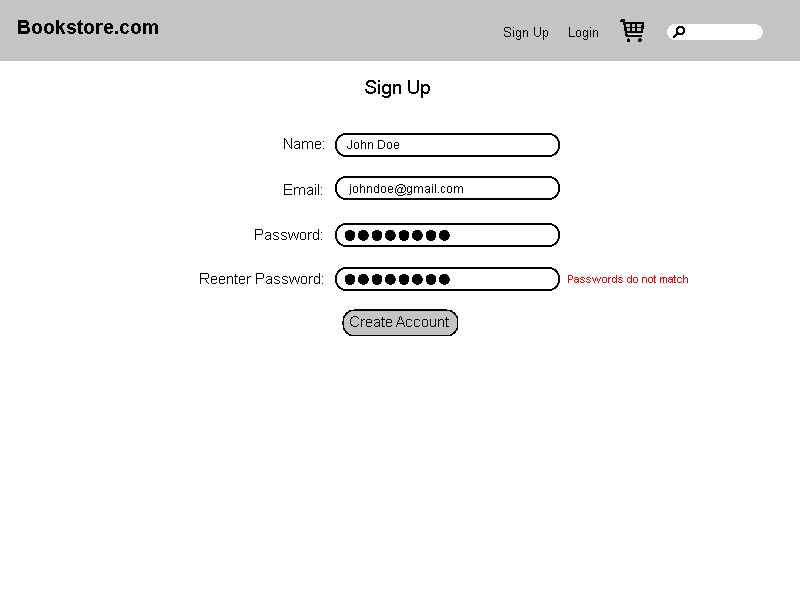 Bookstore.com
Sign Up Login
Sign Up
Name: John Doe
Email: johndoe@gmail.com
Password: ●●●●●●●●
Reenter Password: ●●●●●●●● Passwords do not match
Create Account